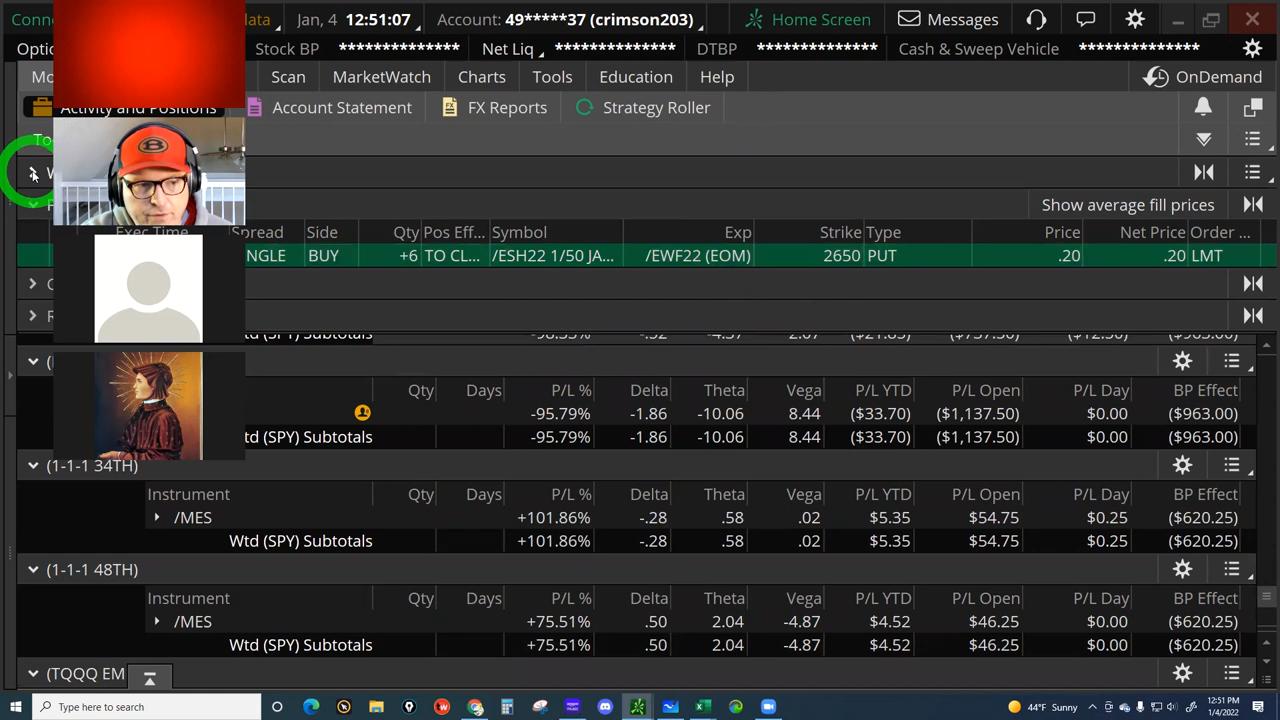 Conne data Jan, 4 12:51:07 Account: 49*****37 (crimson203) Home Screen Messages
Optio Stock BP ************** Net Liq ************** DTBP ************** Cash & Sweep Vehicle **************
Mo Scan MarketWatch Charts Tools Education Help OnDemand
Activity and Positions Account Statement FX Reports Strategy Roller
To
W
F Show average fill prices
Exec Time Spread Side Qty Pos Eff... Symbol Exp Strike Type Price Net Price Order ...
NGLE BUY +6 TO CL... /ESH22 1/50 JA... /EWF22 (EOM) 2650 PUT .20 .20 LMT
C
R
Qty Days P/L % Delta Theta Vega P/L YTD P/L Open P/L Day BP Effect
-95.79% -1.86 -10.06 8.44 ($33.70) ($1,137.50) $0.00 ($963.00)
td (SPY) Subtotals -95.79% -1.86 -10.06 8.44 ($33.70) ($1,137.50) $0.00 ($963.00)
(1-1-1 34TH)
Instrument Qty Days P/L % Delta Theta Vega P/L YTD P/L Open P/L Day BP Effect
/MES +101.86% -.28 .58 .02 $5.35 $54.75 $0.25 ($620.25)
Wtd (SPY) Subtotals +101.86% -.28 .58 .02 $5.35 $54.75 $0.25 ($620.25)
(1-1-1 48TH)
Instrument Qty Days P/L % Delta Theta Vega P/L YTD P/L Open P/L Day BP Effect
/MES +75.51% .50 2.04 -4.87 $4.52 $46.25 $0.00 ($620.25)
Wtd (SPY) Subtotals +75.51% .50 2.04 -4.87 $4.52 $46.25 $0.00 ($620.25)
(TQQQ EM
Type here to search 44°F Sunny 12:51 PM
1/4/2022